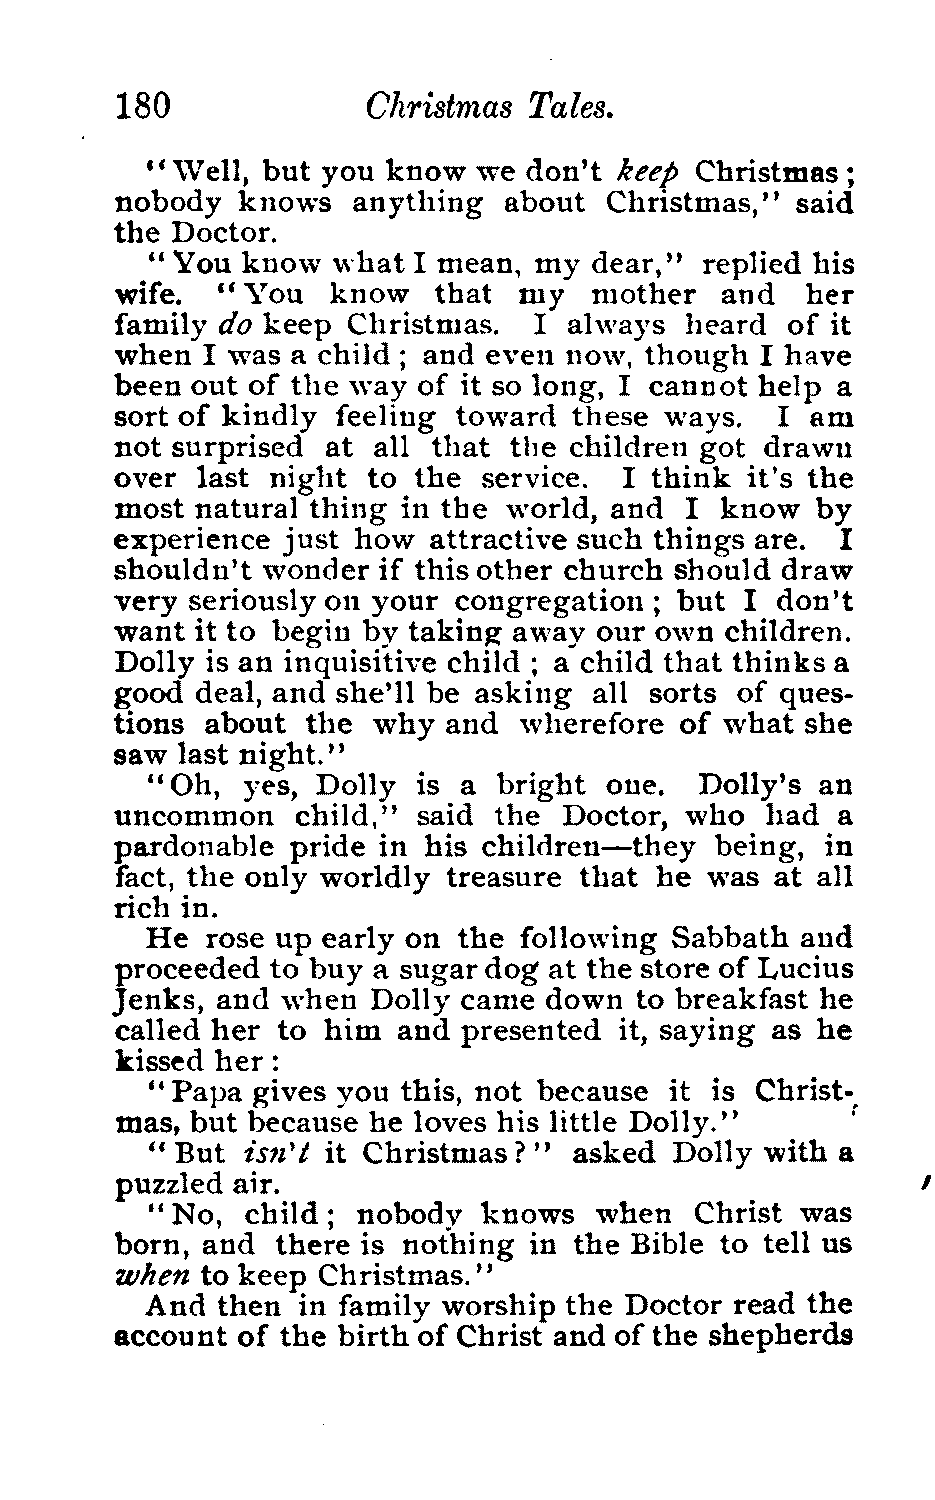 180 Christmas Tales.
"Well, but you know we don't keep Christmas;
nobody knows anything about Christmas," said
the Doctor.
"You know what I mean, my dear," replied his
wife. "You know that my mother and her
family do keep Christmas. I always heard of it
when I was a child; and even now, though I have
been out of the way of it so long, I cannot help a
sort of kindly feeling toward these ways. I am
not surprised at all that the children got drawn
over last night to the service. I think it's the
most natural thing in the world, and I know by
experience just how attractive such things are. I
shouldn't wonder if this other church should draw
very seriously on your congregation; but I don't
want it to begin by taking away our own children.
Dolly is an inquisitive child; a child that thinks a
good deal, and she'll be asking all sorts of ques-
tions about the why and wherefore of what she
saw last night."
"Oh, yes, Dolly is a bright one. Dolly's an
uncommon child," said the Doctor, who had a
pardonable pride in his children—they being, in
fact, the only worldly treasure that he was at all
rich in.
He rose up early on the following Sabbath and
proceeded to buy a sugar dog at the store of Lucius
Jenks, and when Dolly came down to breakfast he
called her to him and presented it, saying as he
kissed her:
"Papa gives you this, not because it is Christ-
mas, but because he loves his little Dolly."
"But isn't it Christmas?" asked Dolly with a
puzzled air.
"No, child; nobody knows when Christ was
born, and there is nothing in the Bible to tell us
when to keep Christmas."
And then in family worship the Doctor read the
account of the birth of Christ and of the shepherds